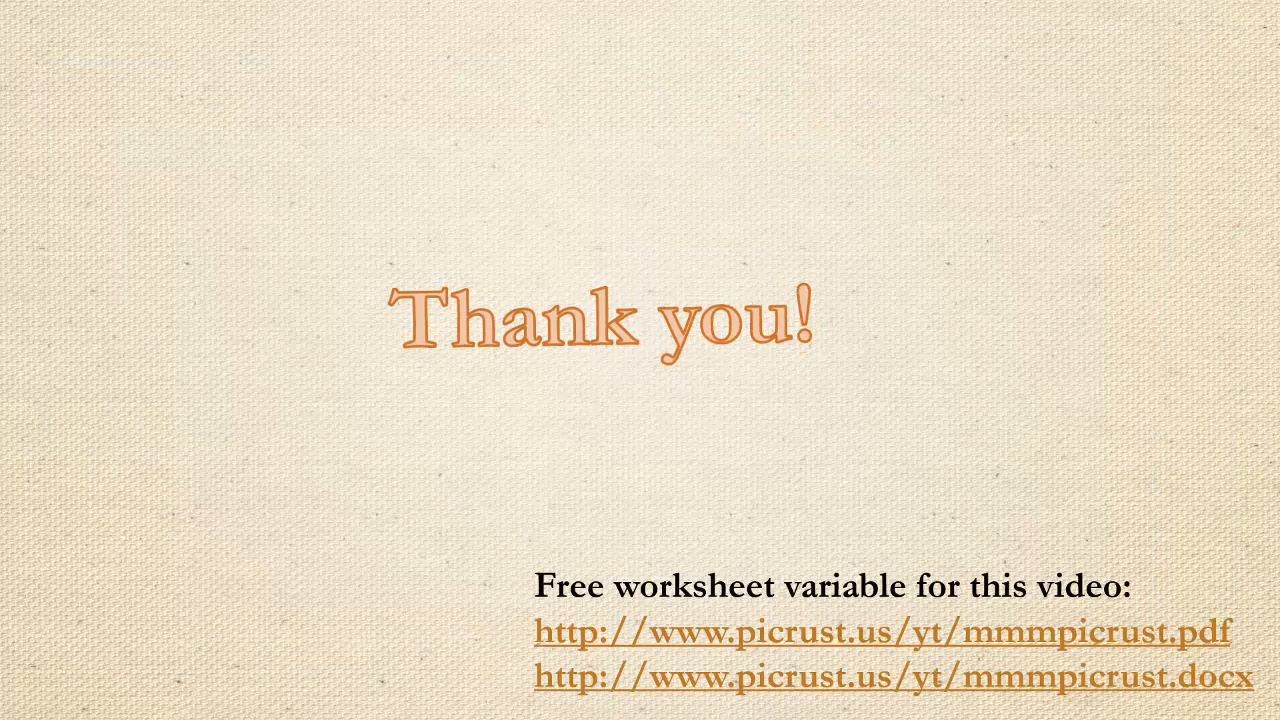 Thank you!
Free worksheet variable for this video:
http://www.picrust.us/yt/mmmpicrust.pdf
http://www.picrust.us/yt/mmmpicrust.docx